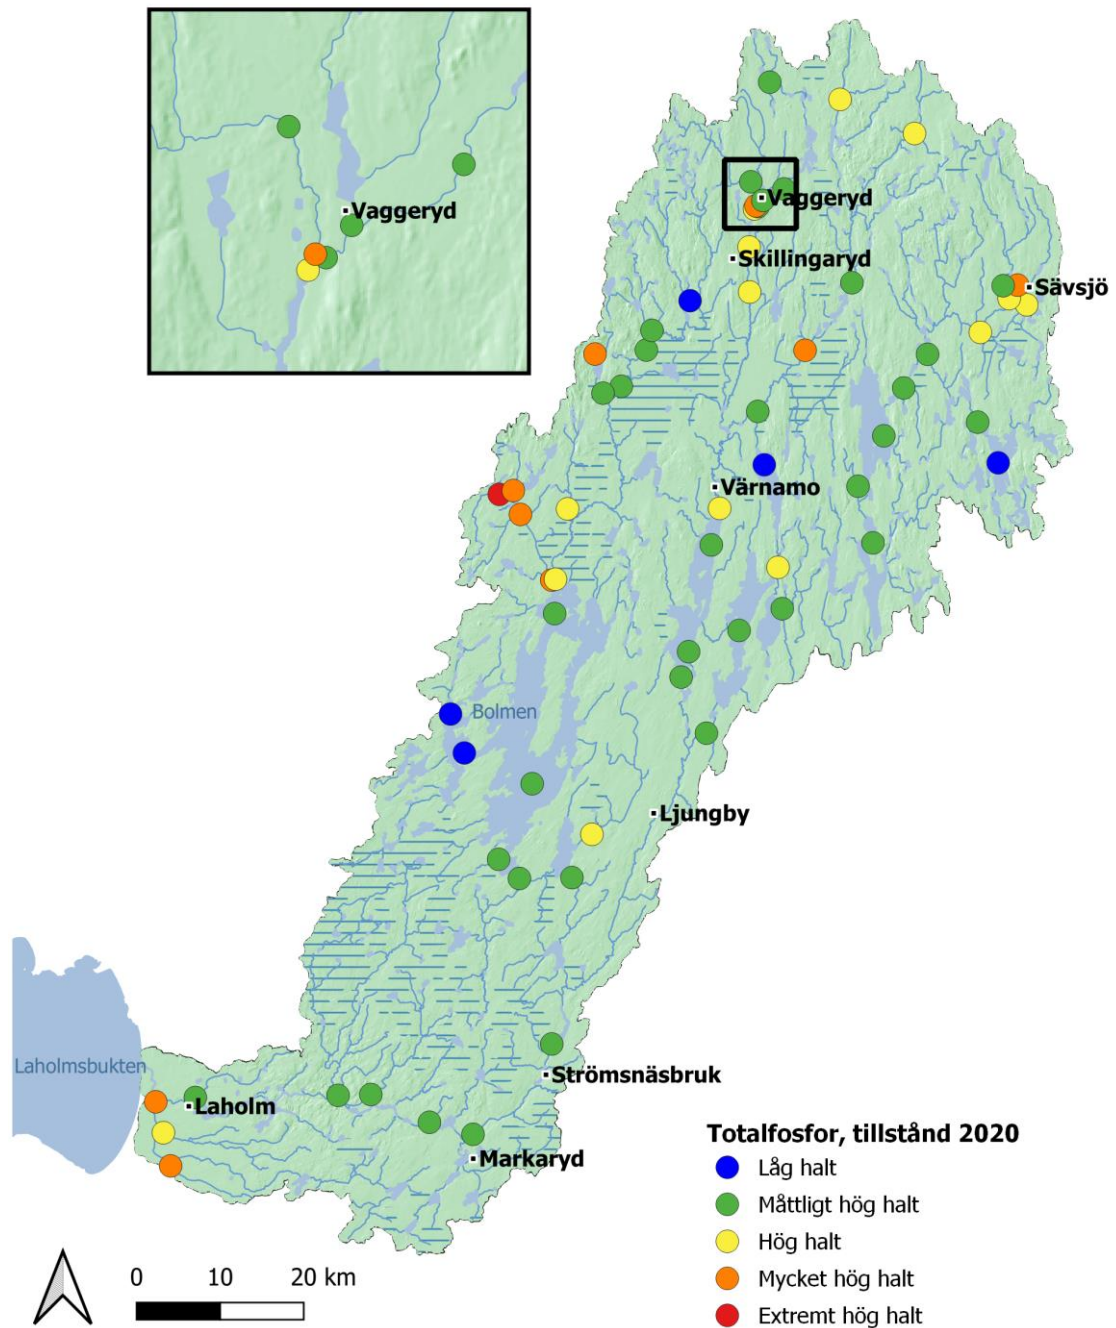 Vaggeryd
Vaggeryd
Skillingaryd
Sävsjö
Värnamo
Bolmen
Ljungby
Laholmsbukten
Strömsnäsbruk
Laholm
Markaryd
Totalfosfor, tillstånd 2020
Låg halt
Måttligt hög halt
Hög halt
Mycket hög halt
Extremt hög halt
0 10 20 km